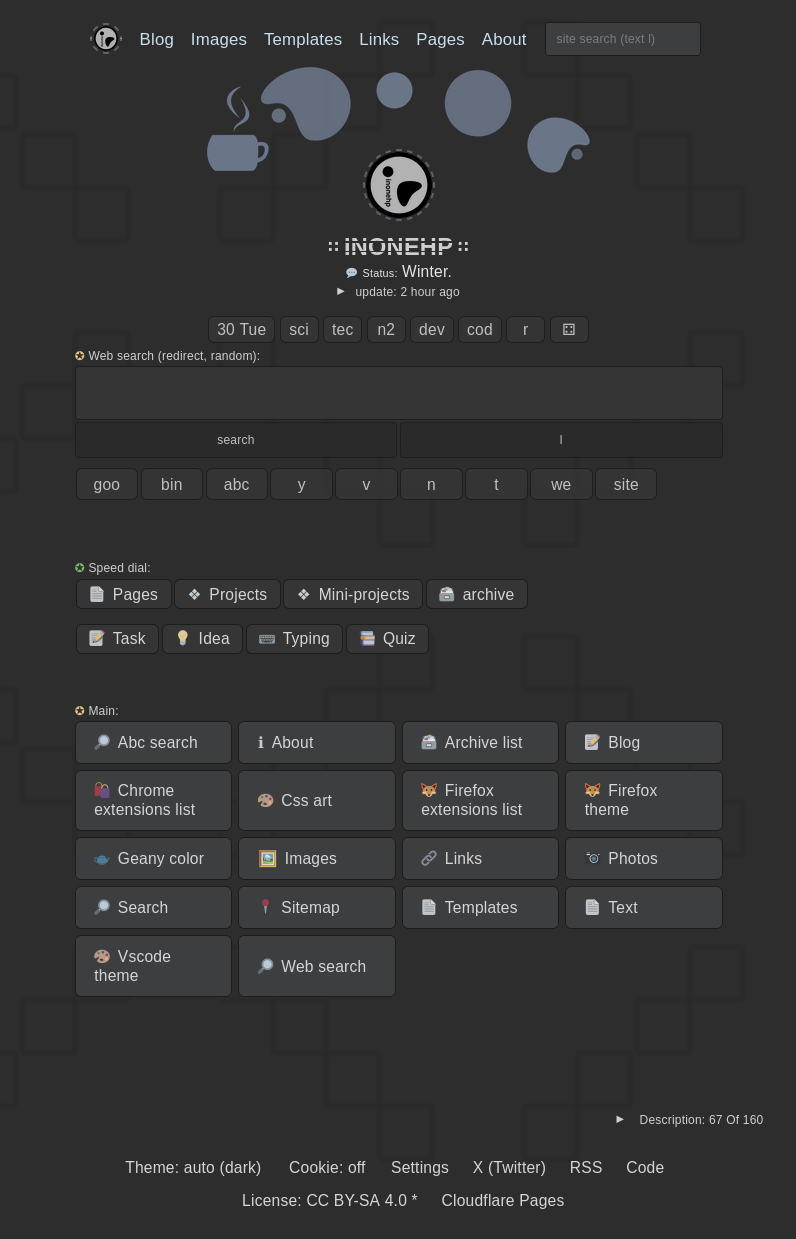 Blog Images Templates Links Pages About site search (text l)
inonehp
:: INONEHP ::
Status: Winter.
► update: 2 hour ago
30 Tue sci tec n2 dev cod r
✪ Web search (redirect, random):
search l
goo bin abc y v n t we site
✪ Speed dial:
Pages ❖ Projects ❖ Mini-projects archive
Task Idea Typing Quiz
✪ Main:
Abc search ℹ About Archive list Blog
Chrome extensions list Css art Firefox extensions list Firefox theme
Geany color Images Links Photos
Search Sitemap Templates Text
Vscode theme Web search
► Description: 67 Of 160
Theme: auto (dark) Cookie: off Settings X (Twitter) RSS Code
License: CC BY-SA 4.0 * Cloudflare Pages